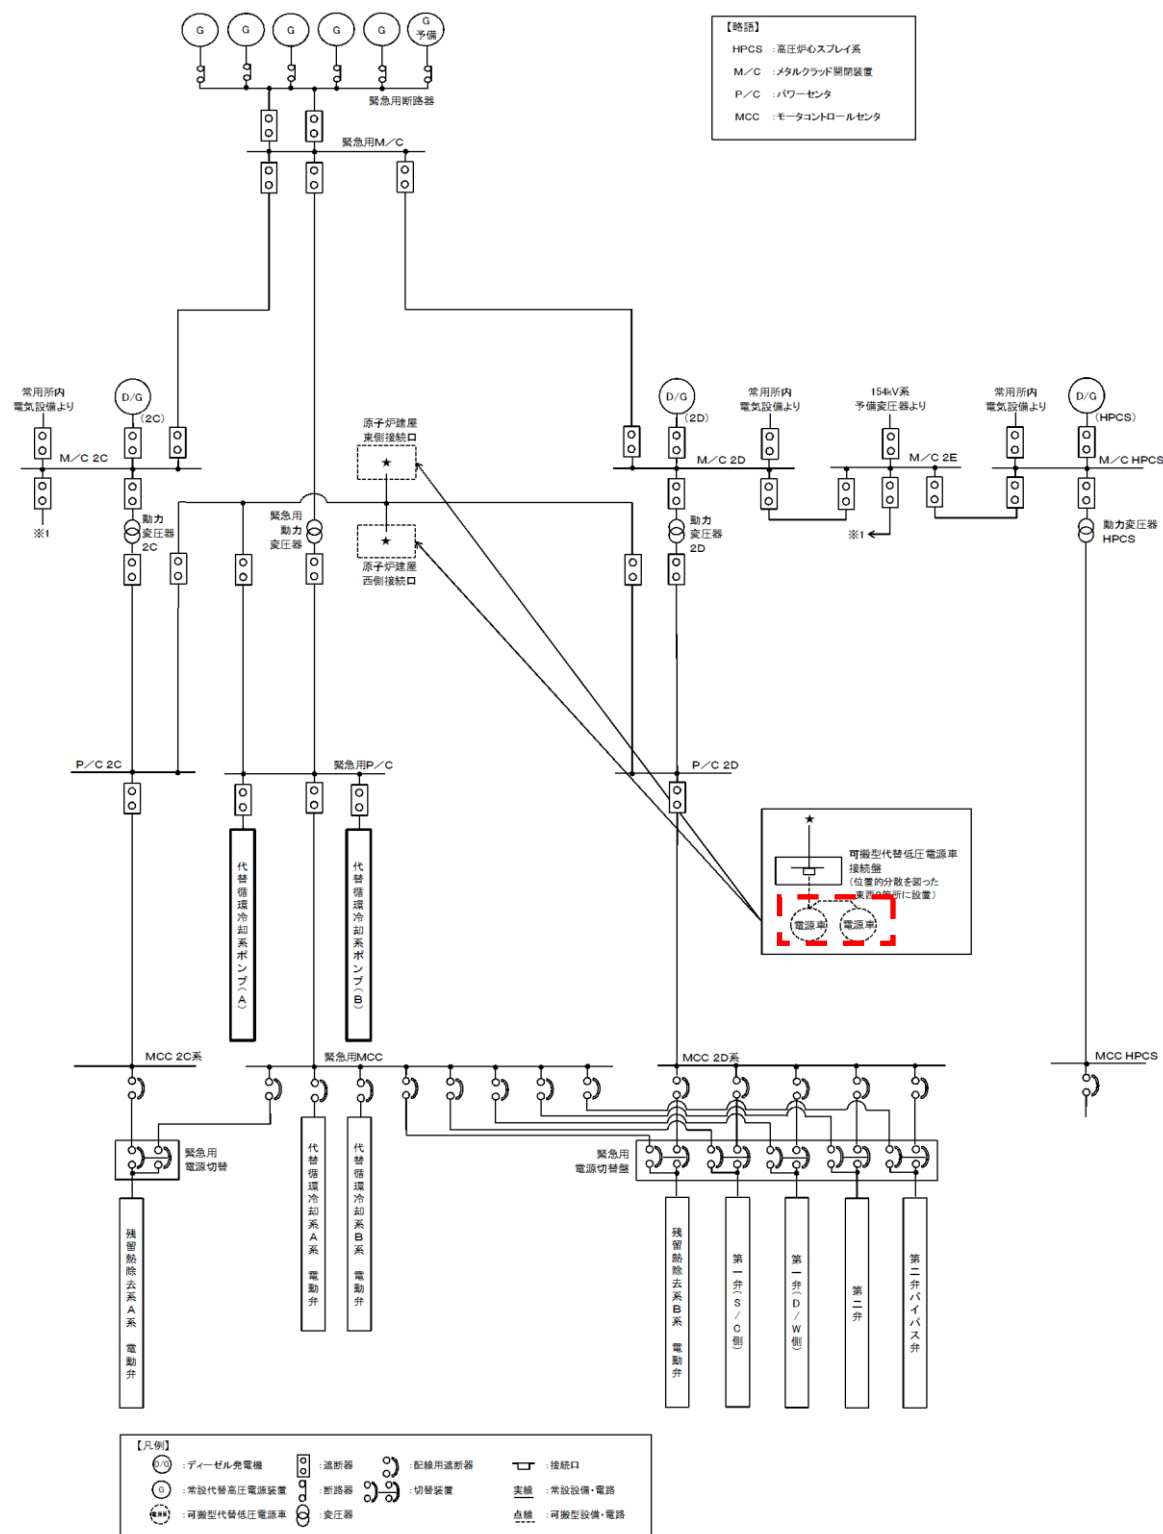 G
G
G
G
G
G
予備
緊急用断路器
緊急用M/C
【略語】
HPCS :高圧炉心スプレイ系
M/C :メタルクラッド開閉装置
P/C :パワーセンタ
MCC :モータコントロールセンタ
常用所内
電気設備より
D/G
(2C)
M/C 2C
※1
動力
変圧器
2C
緊急用
動力
変圧器
原子炉建屋
東側接続口
★
★
原子炉建屋
西側接続口
D/G
(2D)
常用所内
電気設備より
154kV系
予備変圧器より
常用所内
電気設備より
D/G
(HPCS)
M/C 2D
M/C 2E
M/C HPCS
動力
変圧器
2D
※1
動力変圧器
HPCS
P/C 2C
緊急用P/C
P/C 2D
代替循環冷却系ポンプ(A)
代替循環冷却系ポンプ(B)
★
可搬型代替低圧電源車
接続盤
(位置的分散を図った
東西2箇所に設置)
電源車
電源車
MCC 2C系
緊急用MCC
MCC 2D系
MCC HPCS
緊急用
電源切替
緊急用
電源切替盤
残留熱除去系A系 電動弁
代替循環冷却系A系 電動弁
代替循環冷却系B系 電動弁
残留熱除去系B系 電動弁
第一弁(S/C側)
第一弁(D/W側)
第二弁
第二弁バイパス弁
【凡例】
D/G :ディーゼル発電機
:遮断器
:配線用遮断器
:接続口
G :常設代替高圧電源装置
:断路器
:切替装置
実線 :常設設備・電路
電源車 :可搬型代替低圧電源車
:変圧器
点線 :可搬型設備・電路